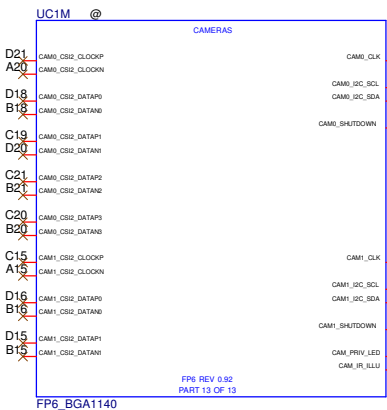 UC1M @
CAMERAS
D21 CAM0_CSI2_CLOCKP CAM0_CLK
A20 CAM0_CSI2_CLOCKN
CAM0_I2C_SCL
D18 CAM0_CSI2_DATAP0 CAM0_I2C_SDA
B18 CAM0_CSI2_DATAN0
CAM0_SHUTDOWN
C19 CAM0_CSI2_DATAP1
D20 CAM0_CSI2_DATAN1
C21 CAM0_CSI2_DATAP2
B21 CAM0_CSI2_DATAN2
C20 CAM0_CSI2_DATAP3
B20 CAM0_CSI2_DATAN3
C15 CAM1_CSI2_CLOCKP CAM1_CLK
A15 CAM1_CSI2_CLOCKN
CAM1_I2C_SCL
D16 CAM1_CSI2_DATAP0 CAM1_I2C_SDA
B16 CAM1_CSI2_DATAN0
CAM1_SHUTDOWN
D15 CAM1_CSI2_DATAP1
B15 CAM1_CSI2_DATAN1 CAM_PRIV_LED
CAM_IR_ILLU
FP6 REV 0.92
PART 13 OF 13
FP6_BGA1140